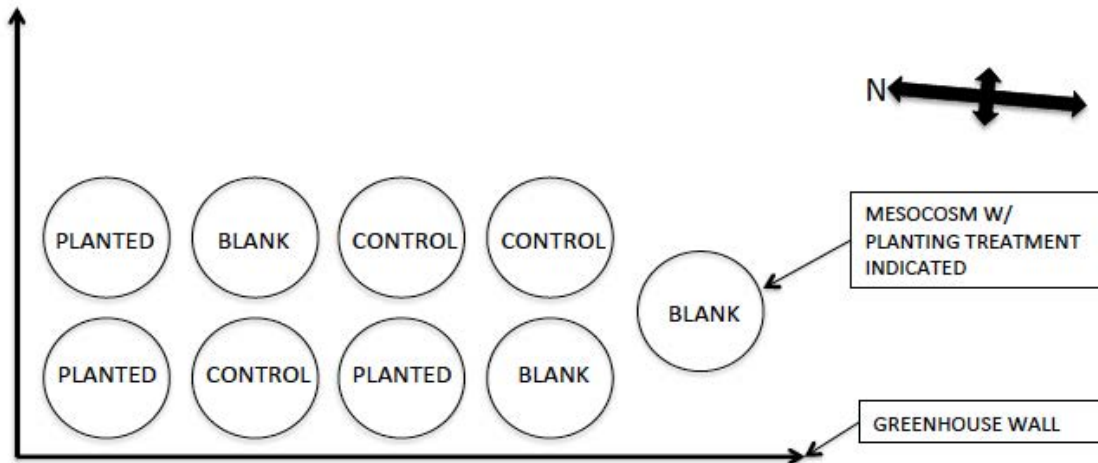 N
PLANTED BLANK CONTROL CONTROL
MESOCOSM W/
PLANTING TREATMENT
INDICATED
BLANK
PLANTED CONTROL PLANTED BLANK
GREENHOUSE WALL